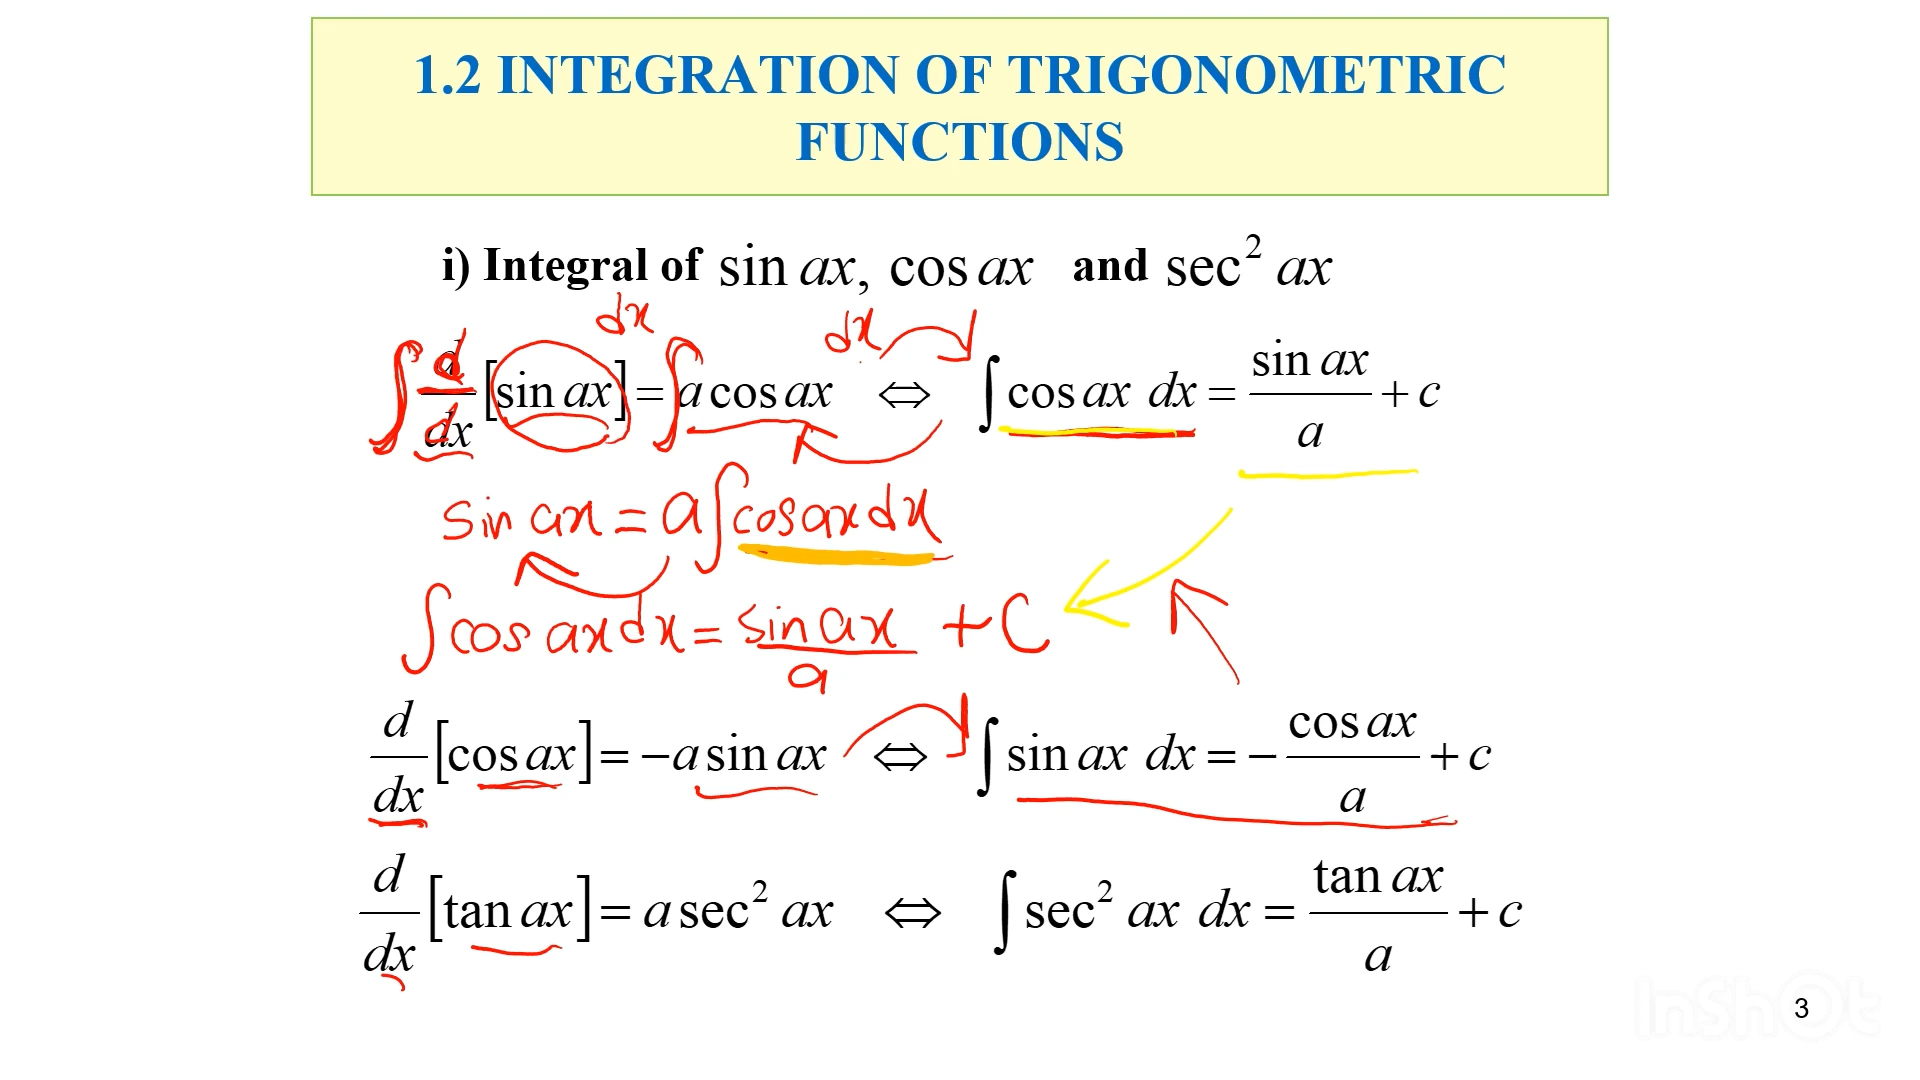 1.2 INTEGRATION OF TRIGONOMETRIC
FUNCTIONS
i) Integral of sin ax, cos ax and sec² ax
dx dx
∫ d/dx [sin ax] = ∫ a cos ax ⇔ ∫ cos ax dx = sin ax / a + c
sin ax = a ∫ cos ax dx
∫ cos ax dx = sin ax / a + C
d/dx [cos ax] = −a sin ax ⇔ ∫ sin ax dx = − cos ax / a + c
d/dx [tan ax] = a sec² ax ⇔ ∫ sec² ax dx = tan ax / a + c
InShOt
3